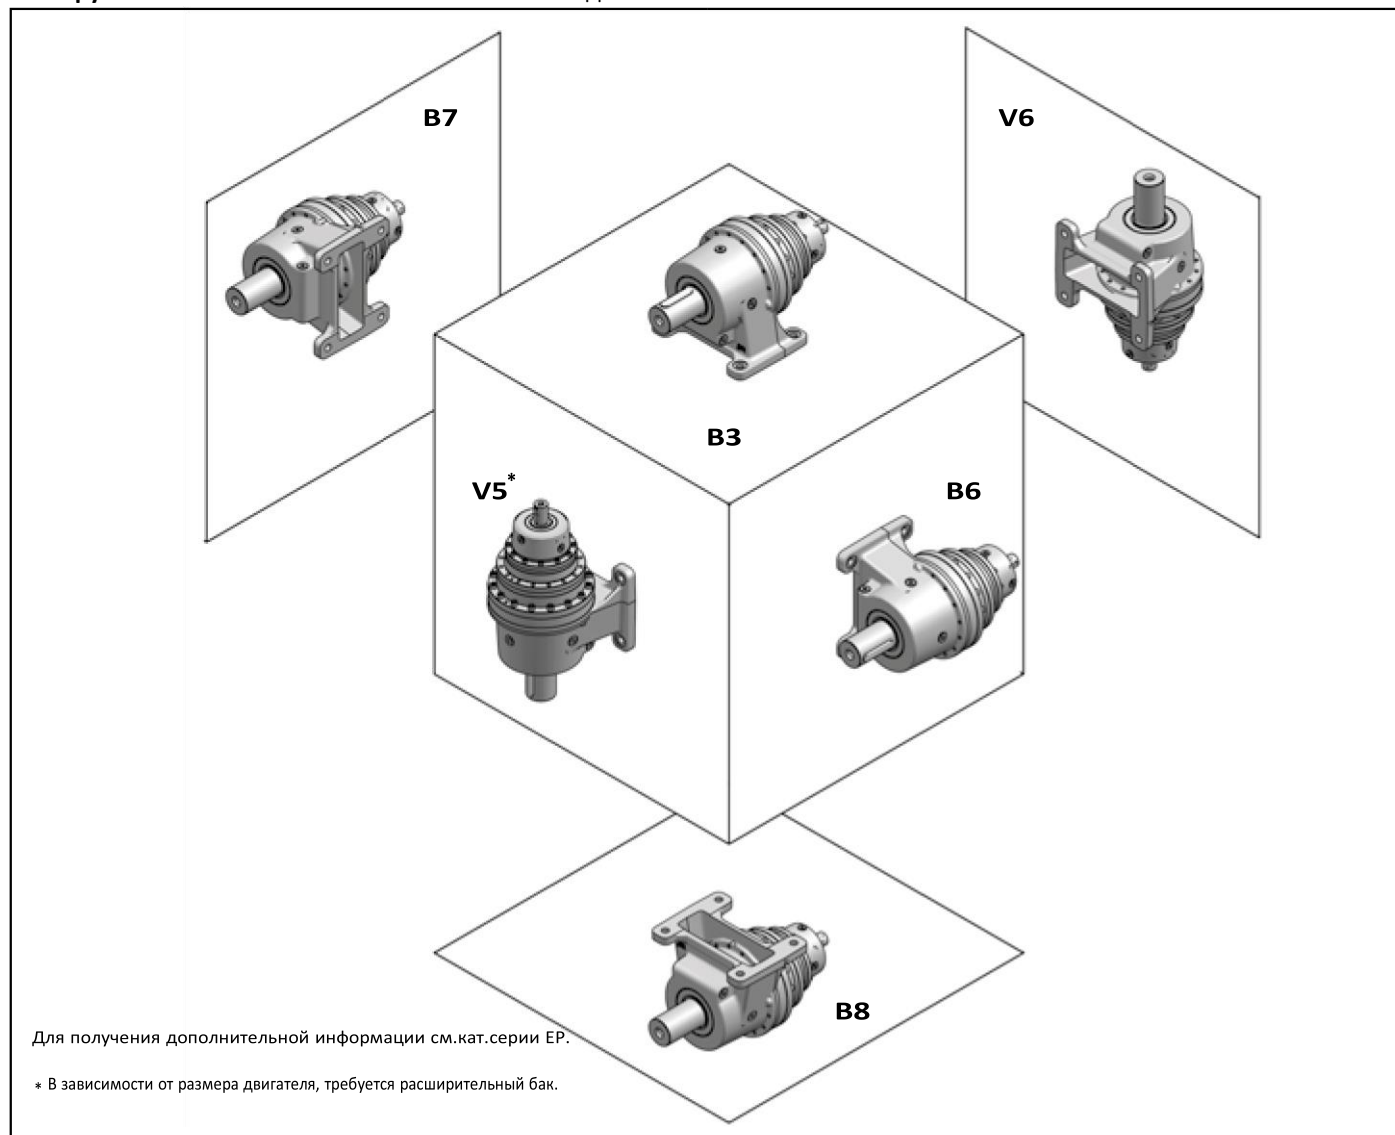 B7
V6
B3
V5*
B6
B8
Для получения дополнительной информации см.кат.серии EP.
* В зависимости от размера двигателя, требуется расширительный бак.